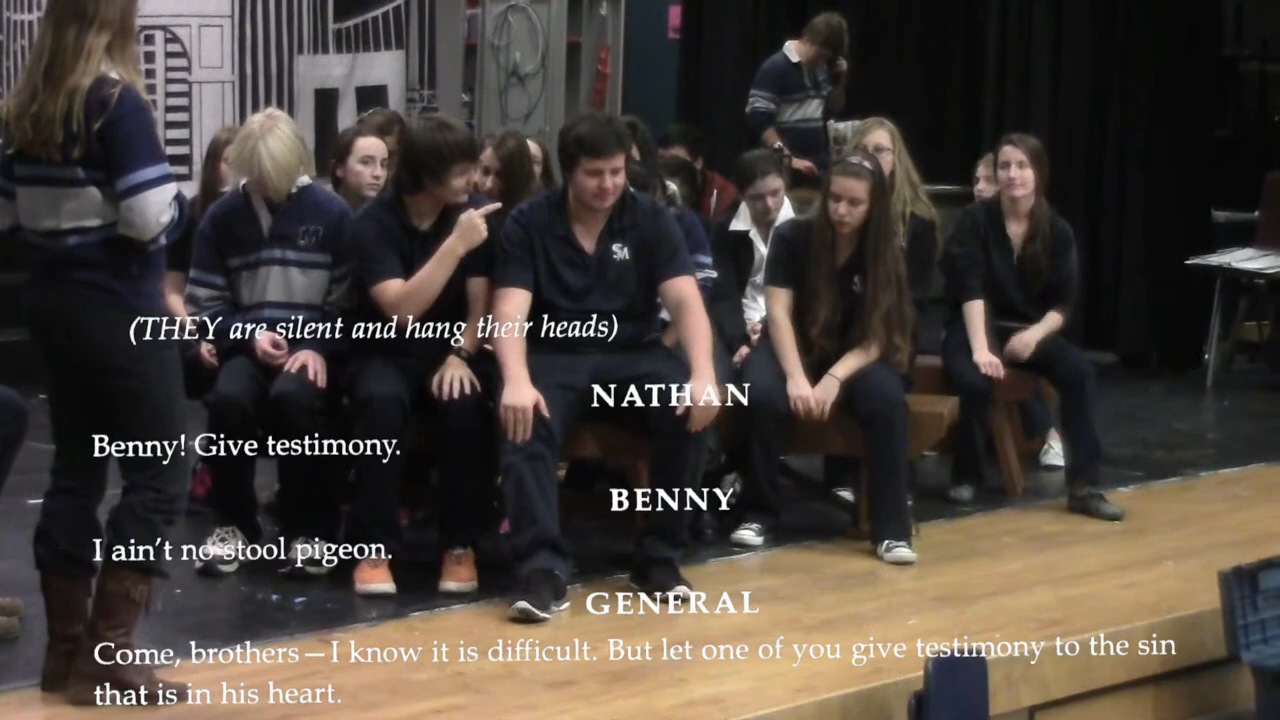 SM
(THEY are silent and hang their heads)
NATHAN
Benny! Give testimony.
BENNY
I ain't no stool pigeon.
GENERAL
Come, brothers—I know it is difficult. But let one of you give testimony to the sin
that is in his heart.